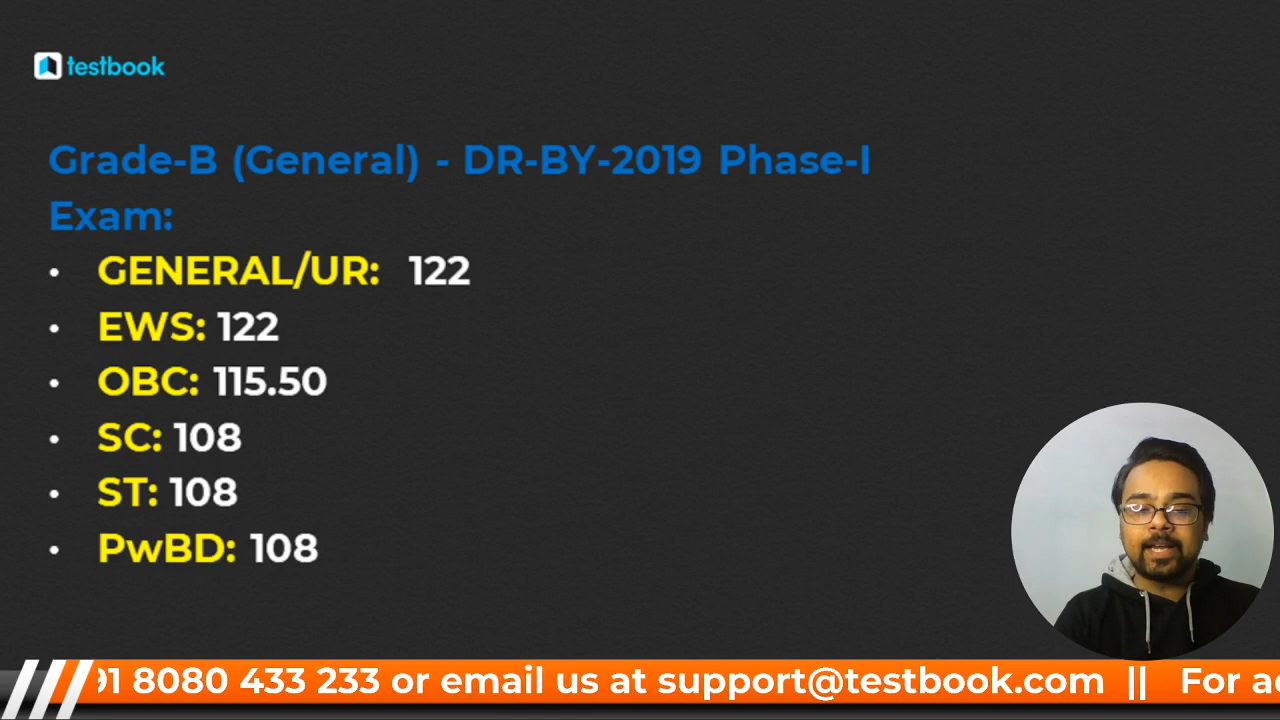 testbook
Grade-B (General) - DR-BY-2019 Phase-I
Exam:
• GENERAL/UR: 122
• EWS: 122
• OBC: 115.50
• SC: 108
• ST: 108
• PwBD: 108
91 8080 433 233 or email us at support@testbook.com || For